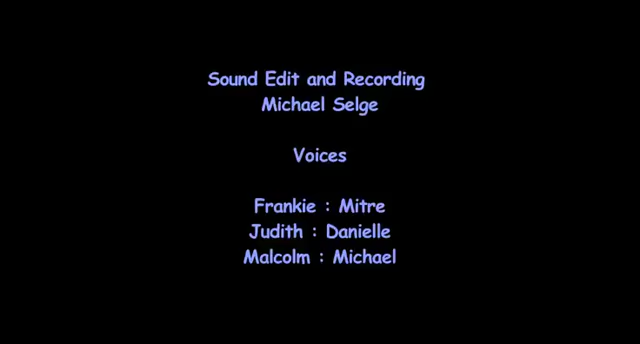 Sound Edit and Recording
Michael Selge
Voices
Frankie : Mitre
Judith : Danielle
Malcolm : Michael